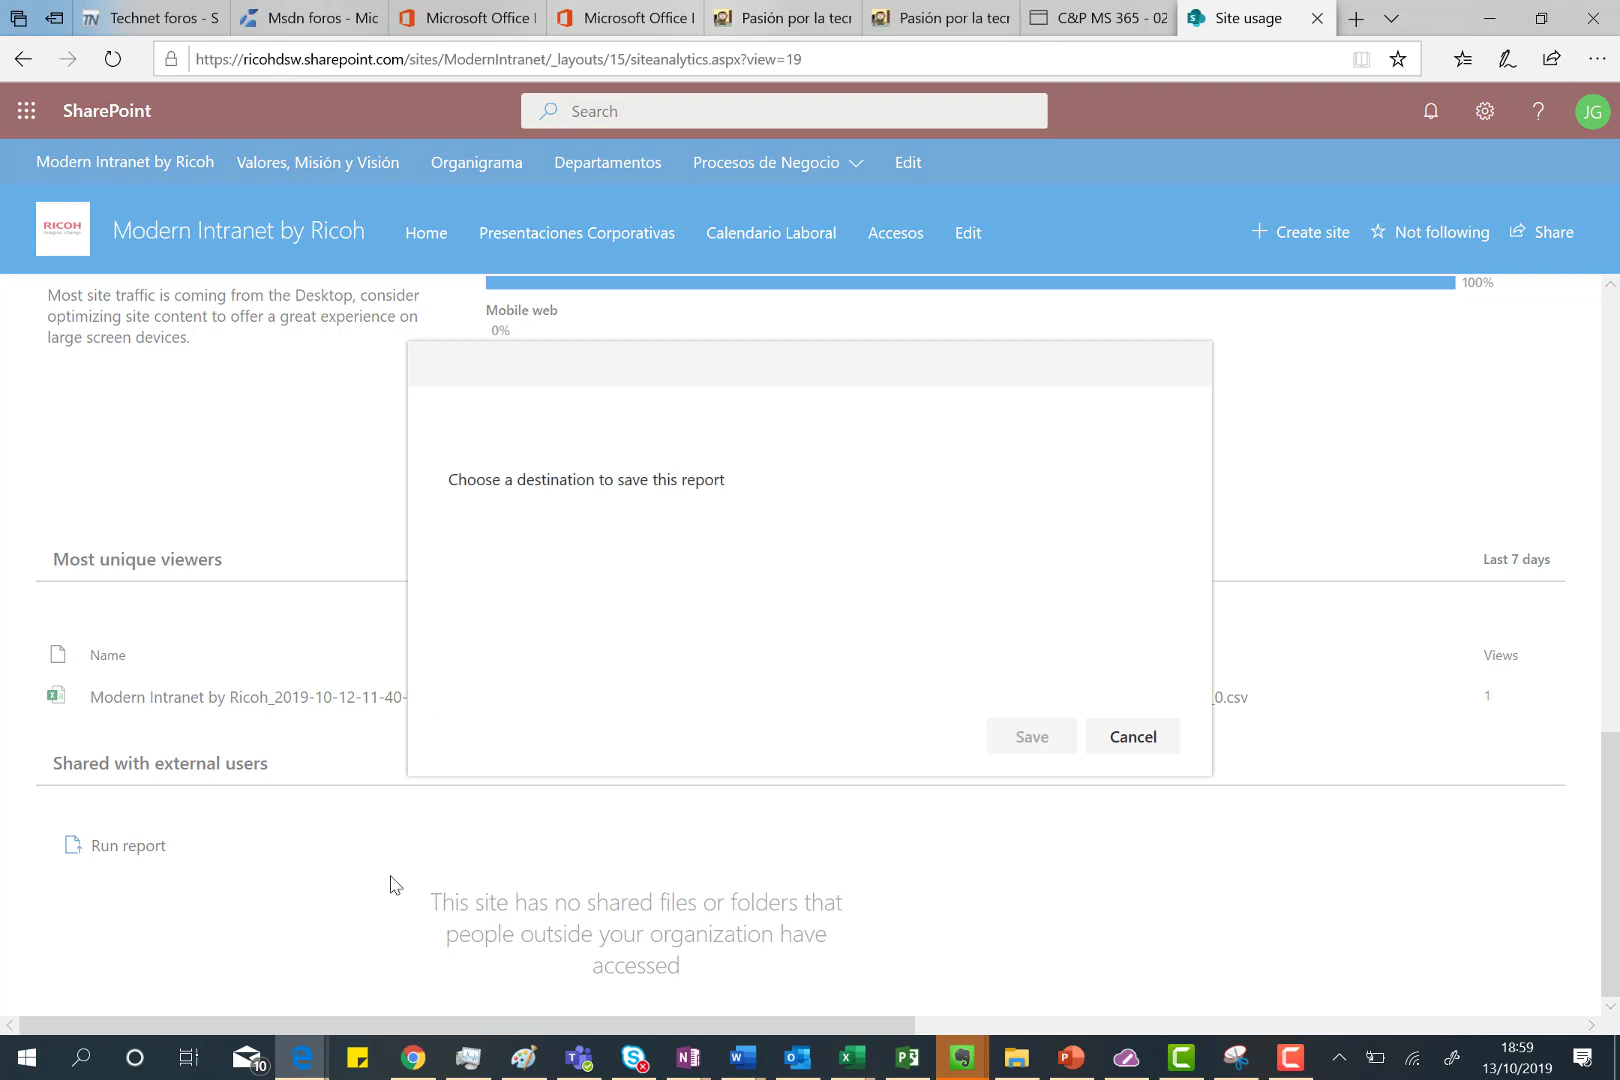 Technet foros - S
Msdn foros - Mic
Microsoft Office I
Microsoft Office I
Pasión por la tecr
Pasión por la tecr
C&P MS 365 - 02
Site usage
https://ricohdsw.sharepoint.com/sites/ModernIntranet/_layouts/15/siteanalytics.aspx?view=19
SharePoint
Search
JG
Modern Intranet by Ricoh
Valores, Misión y Visión
Organigrama
Departamentos
Procesos de Negocio
Edit
RICOH
imagine. change.
Modern Intranet by Ricoh
Home
Presentaciones Corporativas
Calendario Laboral
Accesos
Edit
Create site
Not following
Share
Most site traffic is coming from the Desktop, consider
optimizing site content to offer a great experience on
large screen devices.
100%
Mobile web
0%
Choose a destination to save this report
Save
Cancel
Most unique viewers
Last 7 days
Name
Views
Modern Intranet by Ricoh_2019-10-12-11-40-
_0.csv
1
Shared with external users
Run report
This site has no shared files or folders that
people outside your organization have
accessed
10
18:59
13/10/2019